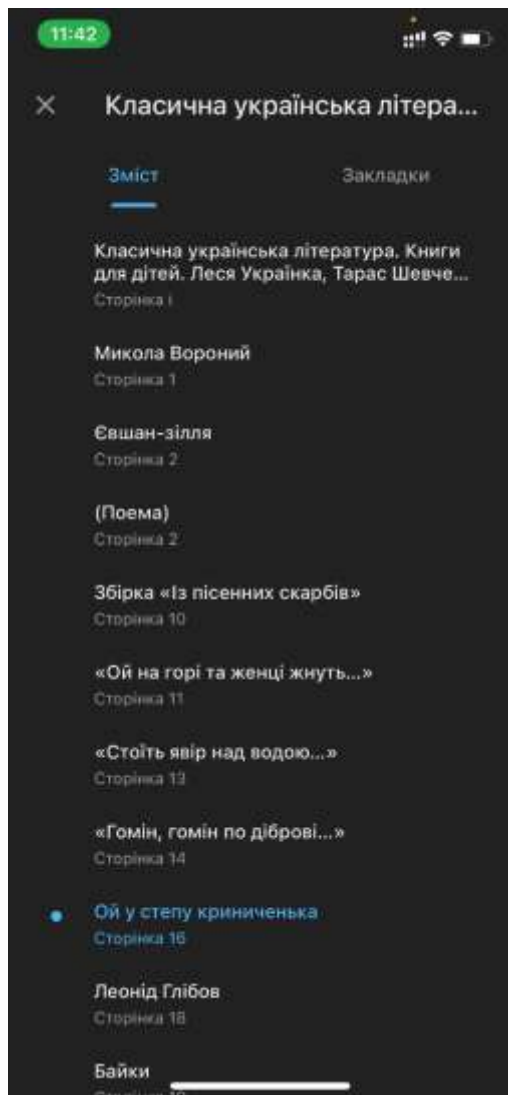 11:42
Класична українська літера...
Зміст
Закладки
Класична українська література. Книги
для дітей. Леся Українка, Тарас Шевче...
Сторінка i
Микола Вороний
Сторінка 1
Євшан-зілля
Сторінка 2
(Поема)
Сторінка 2
Збірка «Із пісенних скарбів»
Сторінка 10
«Ой на горі та женці жнуть...»
Сторінка 11
«Стоїть явір над водою...»
Сторінка 13
«Гомін, гомін по діброві...»
Сторінка 14
Ой у степу криниченька
Сторінка 16
Леонід Глібов
Сторінка 18
Байки